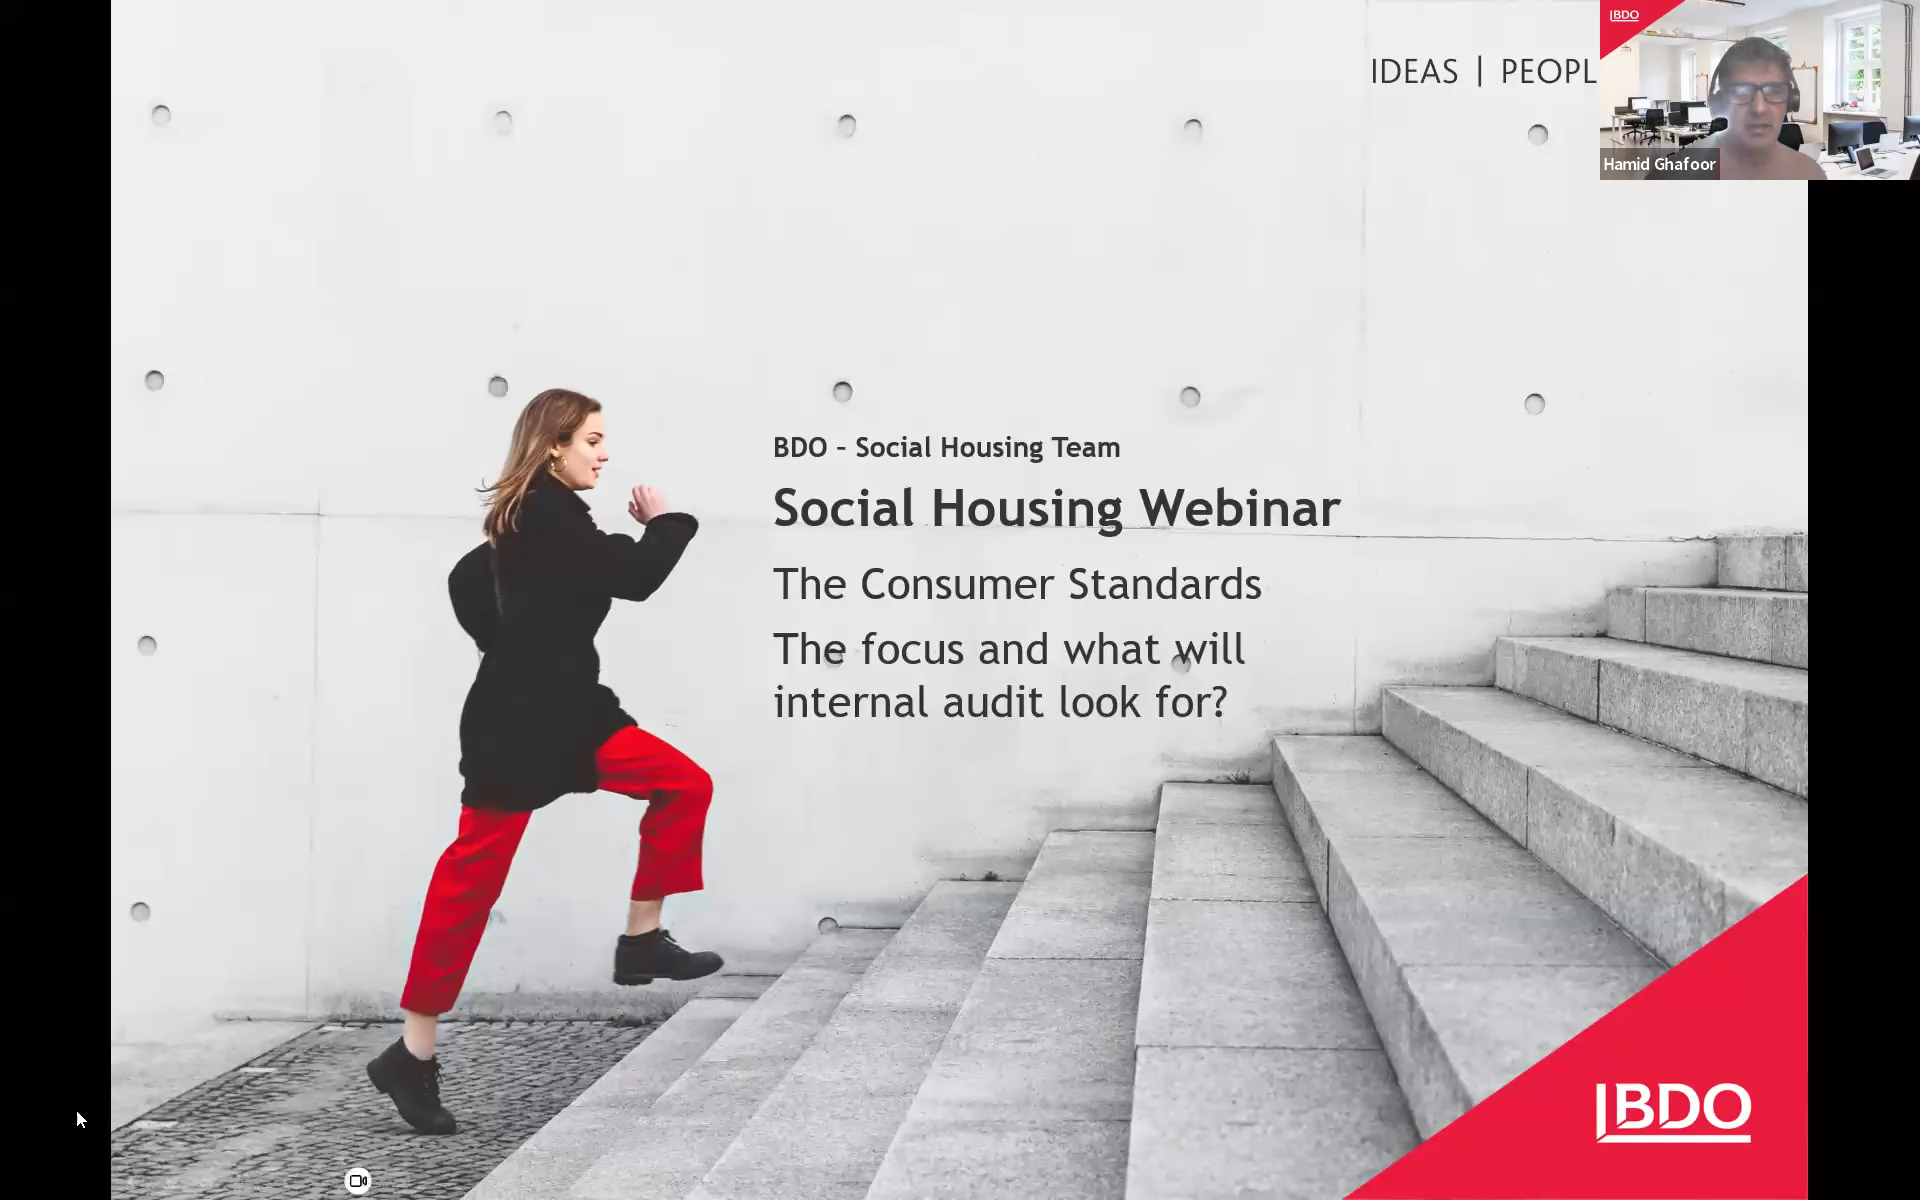 IDEAS | PEOPL
BDO
Hamid Ghafoor
BDO – Social Housing Team
Social Housing Webinar
The Consumer Standards
The focus and what will
internal audit look for?
BDO